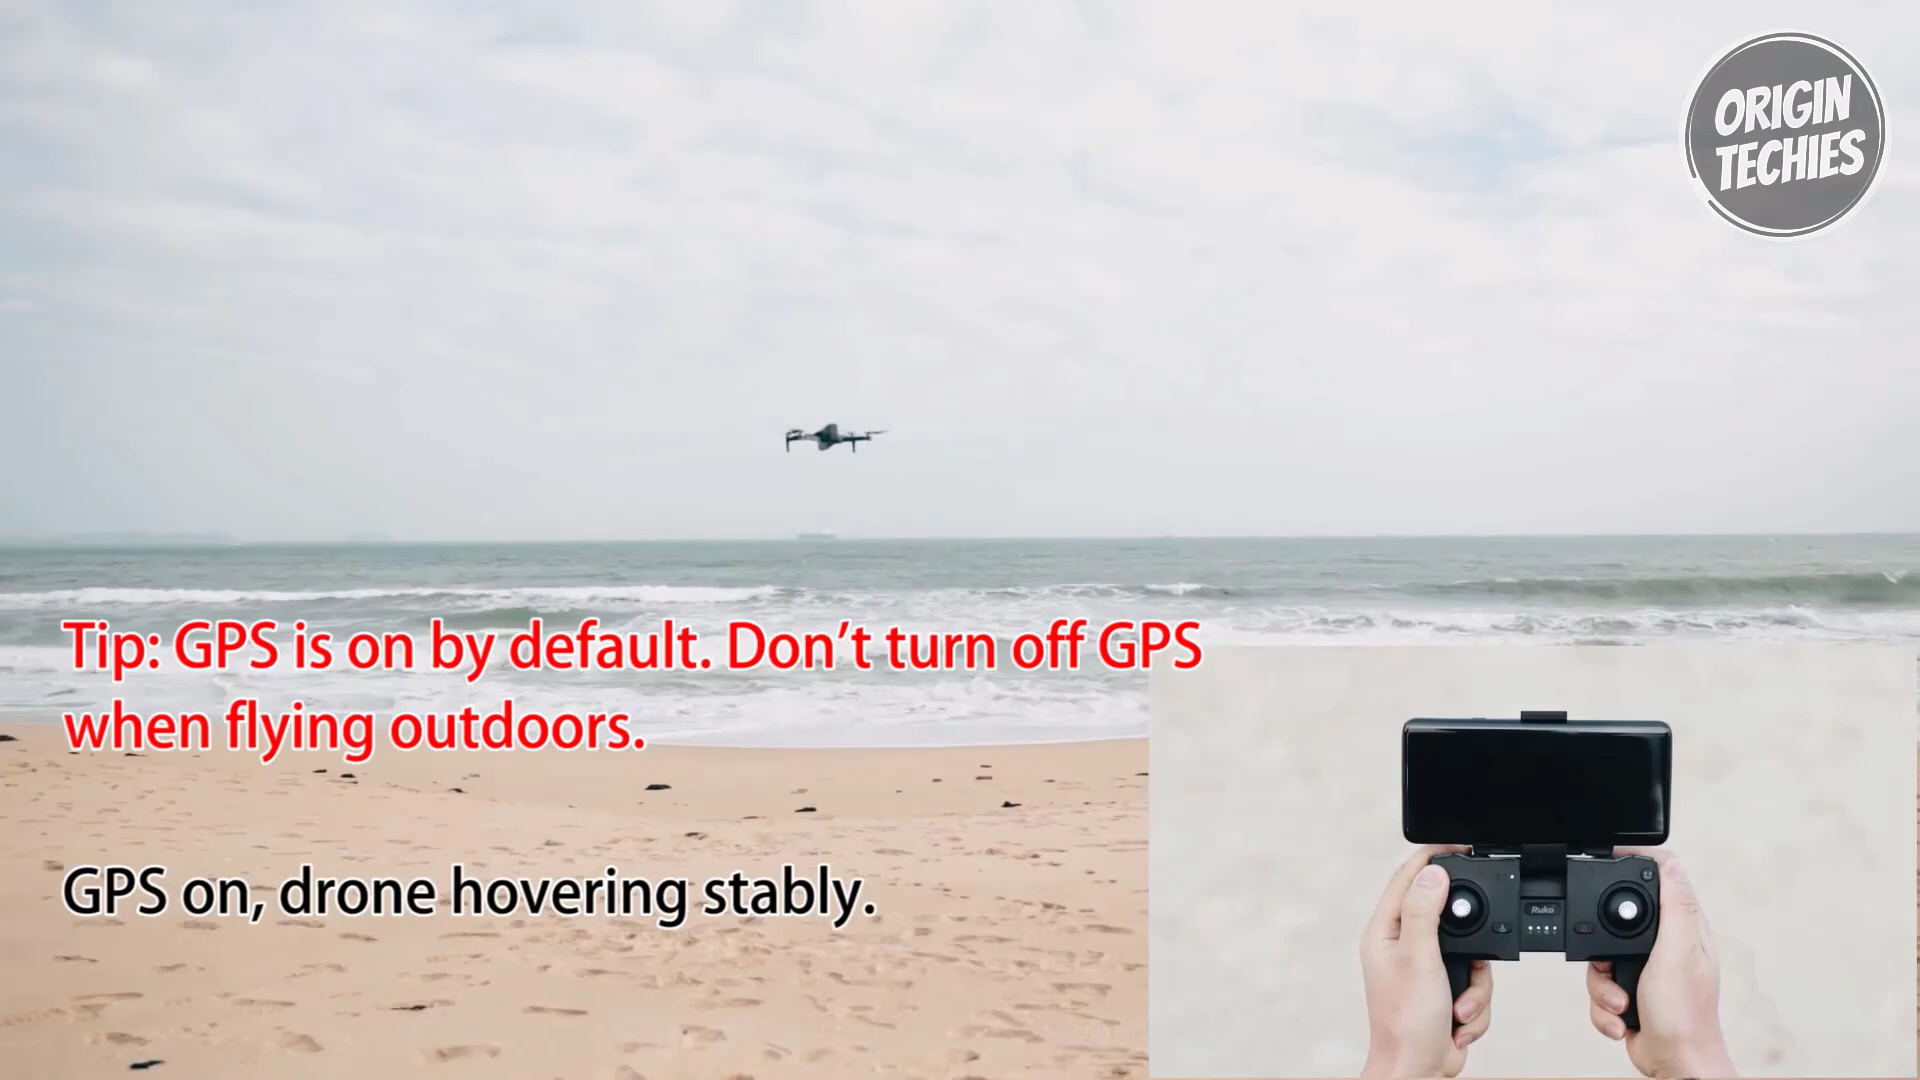 ORIGIN
TECHIES
Tip: GPS is on by default. Don't turn off GPS
when flying outdoors.
GPS on, drone hovering stably.
Ruko